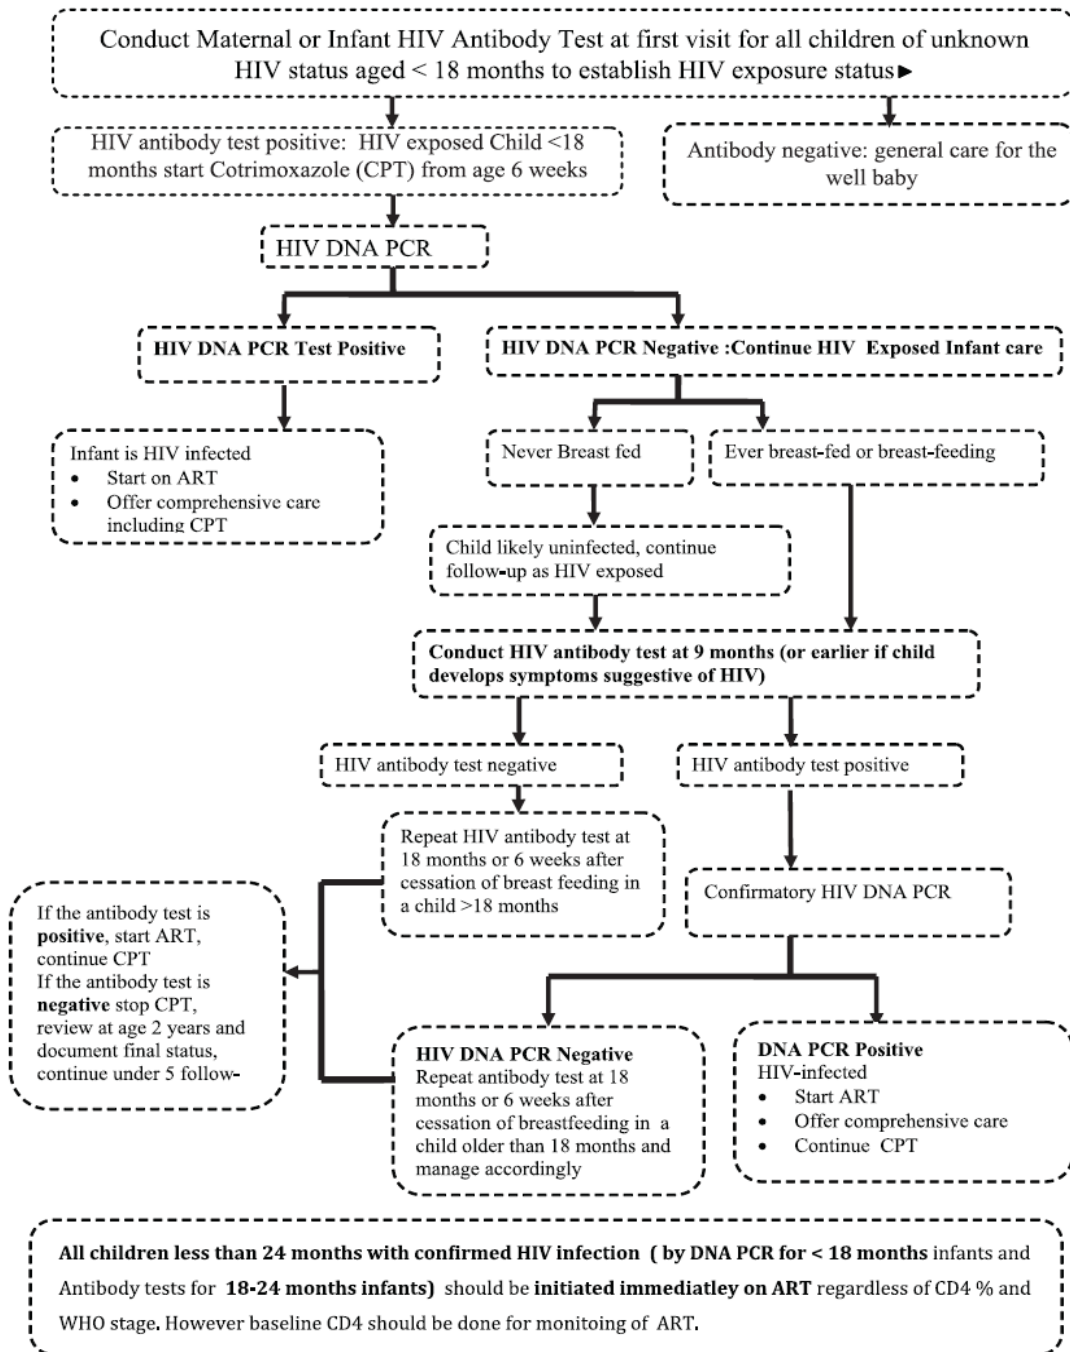 Conduct Maternal or Infant HIV Antibody Test at first visit for all children of unknown
HIV status aged < 18 months to establish HIV exposure status▶
HIV antibody test positive: HIV exposed Child <18
months start Cotrimoxazole (CPT) from age 6 weeks
Antibody negative: general care for the
well baby
HIV DNA PCR
HIV DNA PCR Test Positive
HIV DNA PCR Negative :Continue HIV Exposed Infant care
Infant is HIV infected
• Start on ART
• Offer comprehensive care
including CPT
Never Breast fed
Ever breast-fed or breast-feeding
Child likely uninfected, continue
follow-up as HIV exposed
Conduct HIV antibody test at 9 months (or earlier if child
develops symptoms suggestive of HIV)
HIV antibody test negative
HIV antibody test positive
Repeat HIV antibody test at
18 months or 6 weeks after
cessation of breast feeding in
a child >18 months
Confirmatory HIV DNA PCR
If the antibody test is
positive, start ART,
continue CPT
If the antibody test is
negative stop CPT,
review at age 2 years and
document final status,
continue under 5 follow-
HIV DNA PCR Negative
Repeat antibody test at 18
months or 6 weeks after
cessation of breastfeeding in a
child older than 18 months and
manage accordingly
DNA PCR Positive
HIV-infected
• Start ART
• Offer comprehensive care
• Continue CPT
All children less than 24 months with confirmed HIV infection ( by DNA PCR for < 18 months infants and
Antibody tests for 18-24 months infants) should be initiated immediatley on ART regardless of CD4 % and
WHO stage. However baseline CD4 should be done for monitoing of ART.